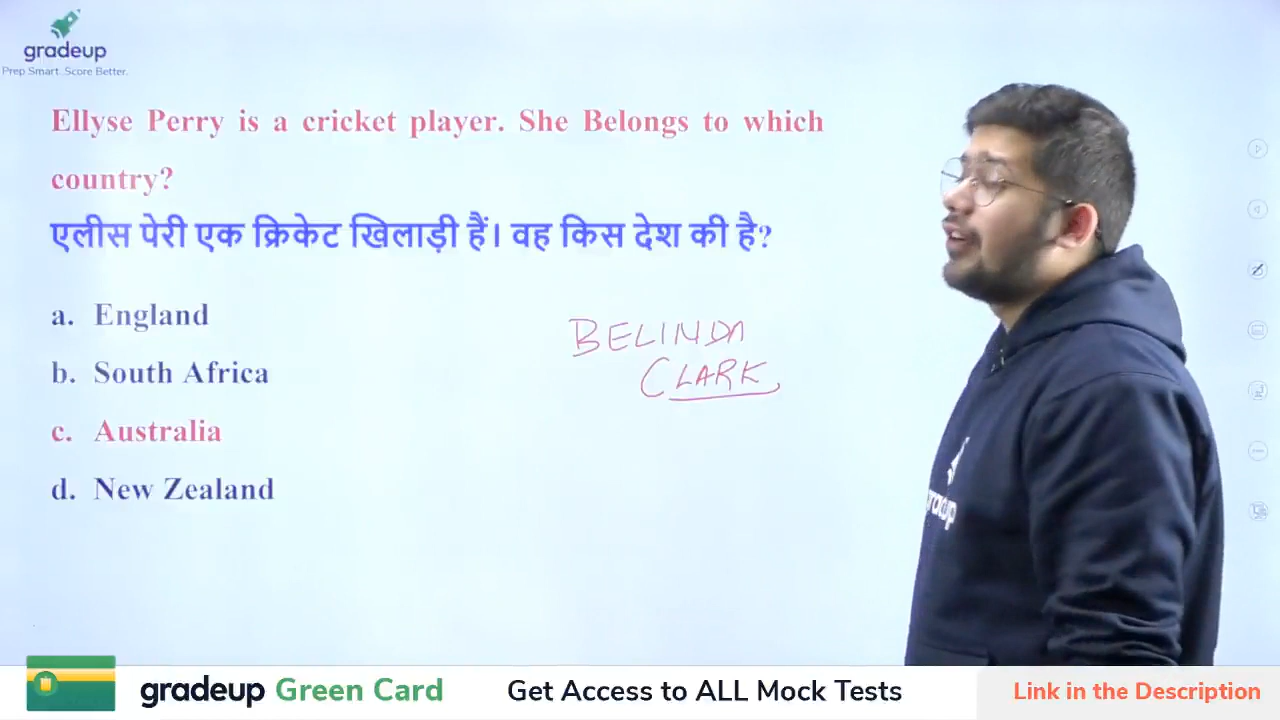 gradeup
Prep Smart. Score Better.
Ellyse Perry is a cricket player. She Belongs to which
country?
एलीस पेरी एक क्रिकेट खिलाड़ी हैं। वह किस देश की है?
a. England
b. South Africa
c. Australia
d. New Zealand
BELINDA
CLARK
gradeup
gradeup Green Card
Get Access to ALL Mock Tests
Link in the Description